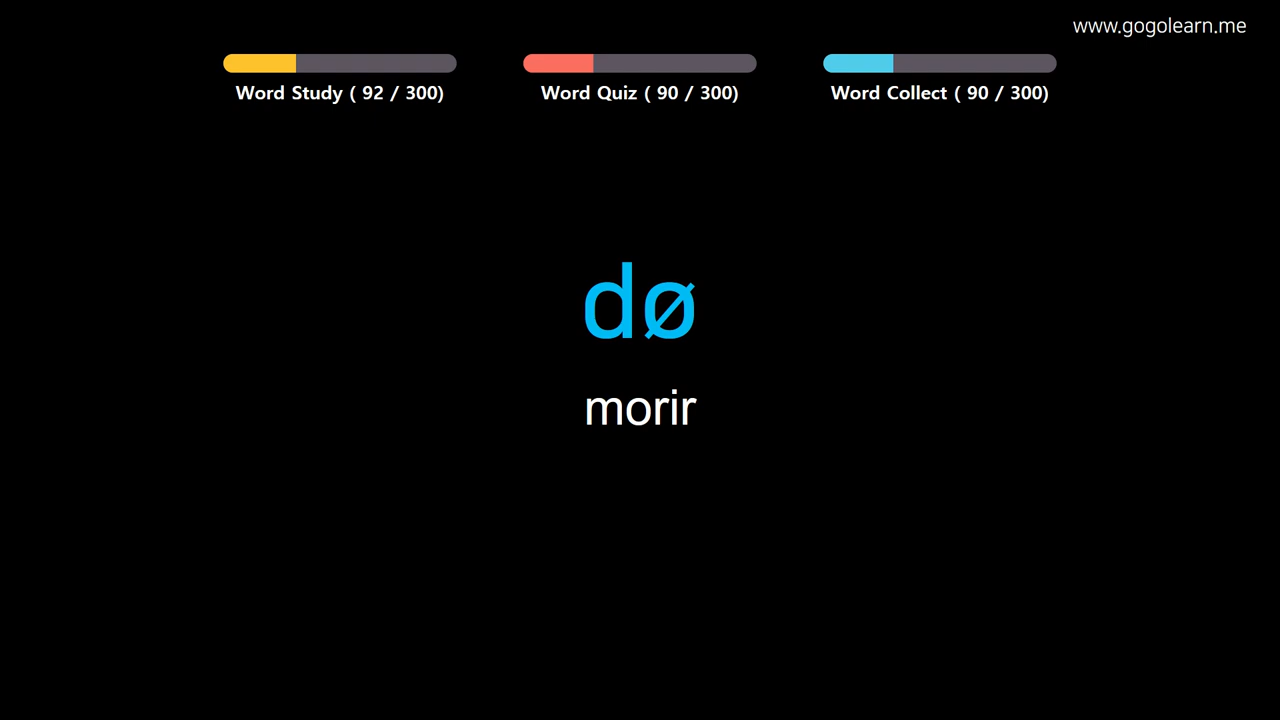 www.gogolearn.me
Word Study ( 92 / 300)
Word Quiz ( 90 / 300)
Word Collect ( 90 / 300)
dø
morir